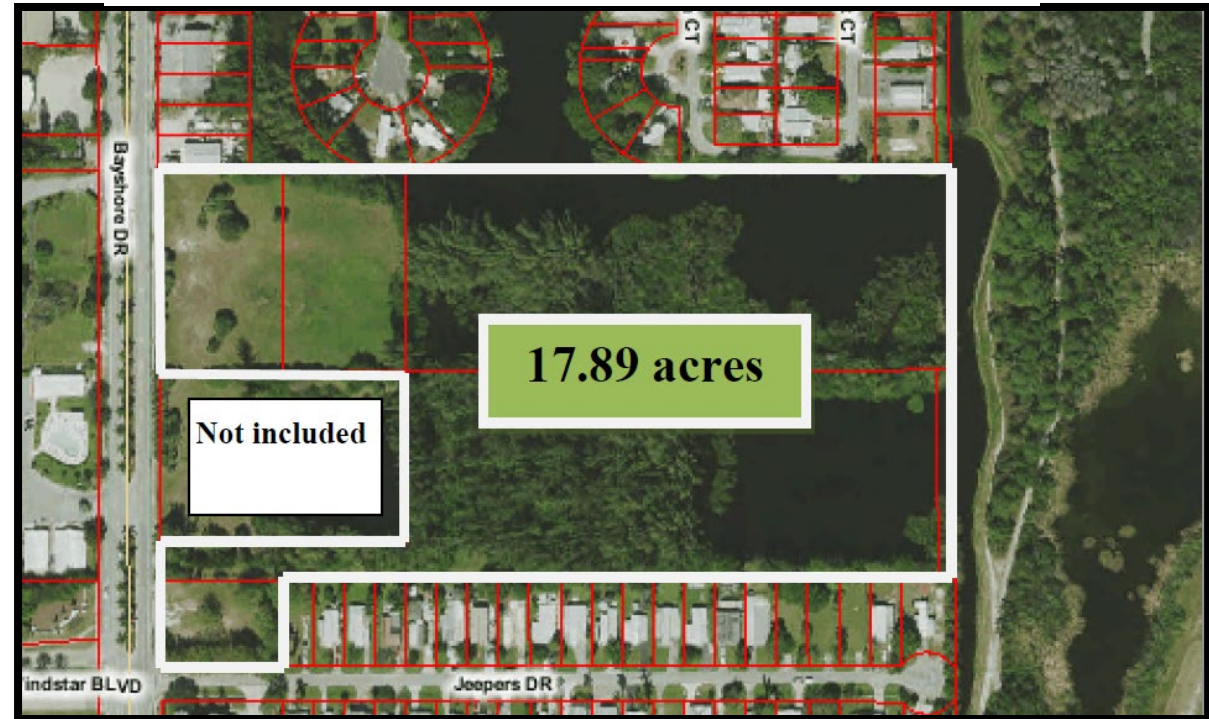 CT
CT
Bayshore DR
17.89 acres
Not included
indstar BLVD
Jeepers DR